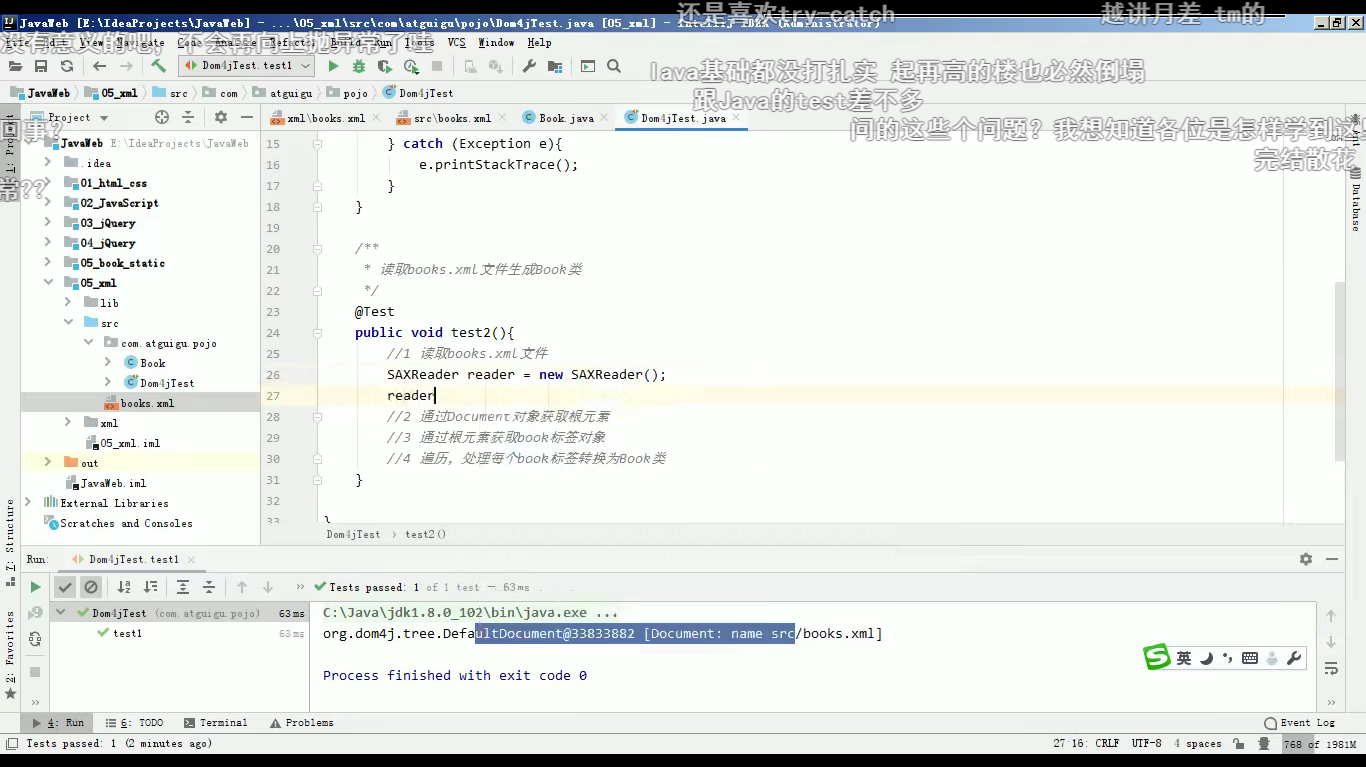 JavaWeb [E:\IdeaProjects\JavaWeb] - ...\05_xml\src\com\atguigu\pojo\Dom4jTest.java [05_xml] - IntelliJ IDEA (Administrator)
还是喜欢try-catch
越讲月差 tm的
File Edit View Navigate Code Analyze Refactor Build Run Tools VCS Window Help
没有意义的吧，不会再向上抛异常了哇
Dom4jTest.test1
Java基础都没打扎实 起再高的楼也必然倒塌
JavaWeb 05_xml src com atguigu pojo Dom4jTest
跟Java的test差不多
Project
xml\books.xml
src\books.xml
Book.java
Dom4jTest.java
回事？
问的这些个问题？我想知道各位是怎样学到这里
完结散花
常??
1: Project
Ant
Database
JavaWeb E:\IdeaProjects\JavaWeb
.idea
01_html_css
02_JavaScript
03_jQuery
04_jQuery
05_book_static
05_xml
lib
src
com.atguigu.pojo
Book
Dom4jTest
books.xml
xml
05_xml.iml
out
JavaWeb.iml
External Libraries
Scratches and Consoles
15 } catch (Exception e){
16 e.printStackTrace();
17 }
18 }
19
20 /**
21 * 读取books.xml文件生成Book类
22 */
23 @Test
24 public void test2(){
25 //1 读取books.xml文件
26 SAXReader reader = new SAXReader();
27 reader
28 //2 通过Document对象获取根元素
29 //3 通过根元素获取book标签对象
30 //4 遍历，处理每个book标签转换为Book类
31 }
32
33 }
Dom4jTest > test2()
7: Structure
2: Favorites
Run: Dom4jTest.test1
Tests passed: 1 of 1 test – 63ms
Dom4jTest (com.atguigu.pojo) 63ms
test1 63ms
C:\Java\jdk1.8.0_102\bin\java.exe ...
org.dom4j.tree.DefaultDocument@33833882 [Document: name src/books.xml]
Process finished with exit code 0
英
4: Run 6: TODO Terminal Problems Event Log
Tests passed: 1 (2 minutes ago) 27:16 CRLF UTF-8 4 spaces 768 of 1981M